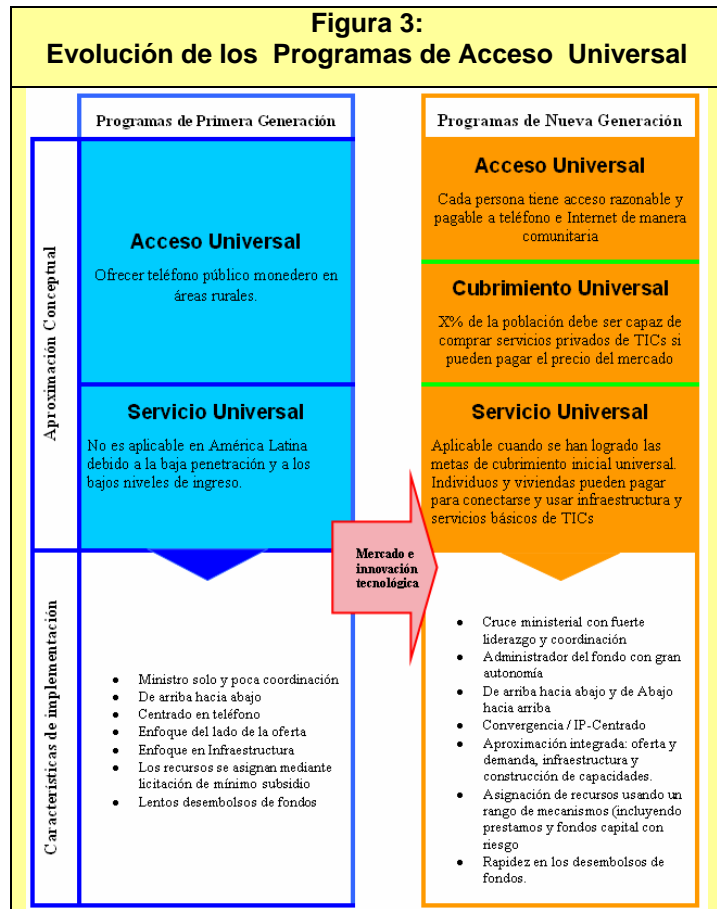 Figura 3:
Evolución de los Programas de Acceso Universal
Programas de Primera Generación
Aproximación Conceptual
Acceso Universal
Ofrecer teléfono público monedero en
áreas rurales.
Servicio Universal
No es aplicable en América Latina
debido a la baja penetración y a los
bajos niveles de ingreso.
Características de implementación
• Ministro solo y poca coordinación
• De arriba hacia abajo
• Centrado en teléfono
• Enfoque del lado de la oferta
• Enfoque en Infraestructura
• Los recursos se asignan mediante
licitación de mínimo subsidio
• Lentos desembolsos de fondos
Mercado e
innovación
tecnológica
Programas de Nueva Generación
Acceso Universal
Cada persona tiene acceso razonable y
pagable a teléfono e Internet de manera
comunitaria
Cubrimiento Universal
X% de la población debe ser capaz de
comprar servicios privados de TICs si
pueden pagar el precio del mercado
Servicio Universal
Aplicable cuando se han logrado las
metas de cubrimiento inicial universal.
Individuos y viviendas pueden pagar
para conectarse y usar infraestructura y
servicios básicos de TICs
• Cruce ministerial con fuerte
liderazgo y coordinación
• Administrador del fondo con gran
autonomía
• De arriba hacia abajo y de Abajo
hacia arriba
• Convergencia / IP-Centrado
• Aproximación integrada: oferta y
demanda, infraestructura y
construcción de capacidades.
• Asignación de recursos usando un
rango de mecanismos (incluyendo
prestamos y fondos capital con
riesgo
• Rapidez en los desembolsos de
fondos.